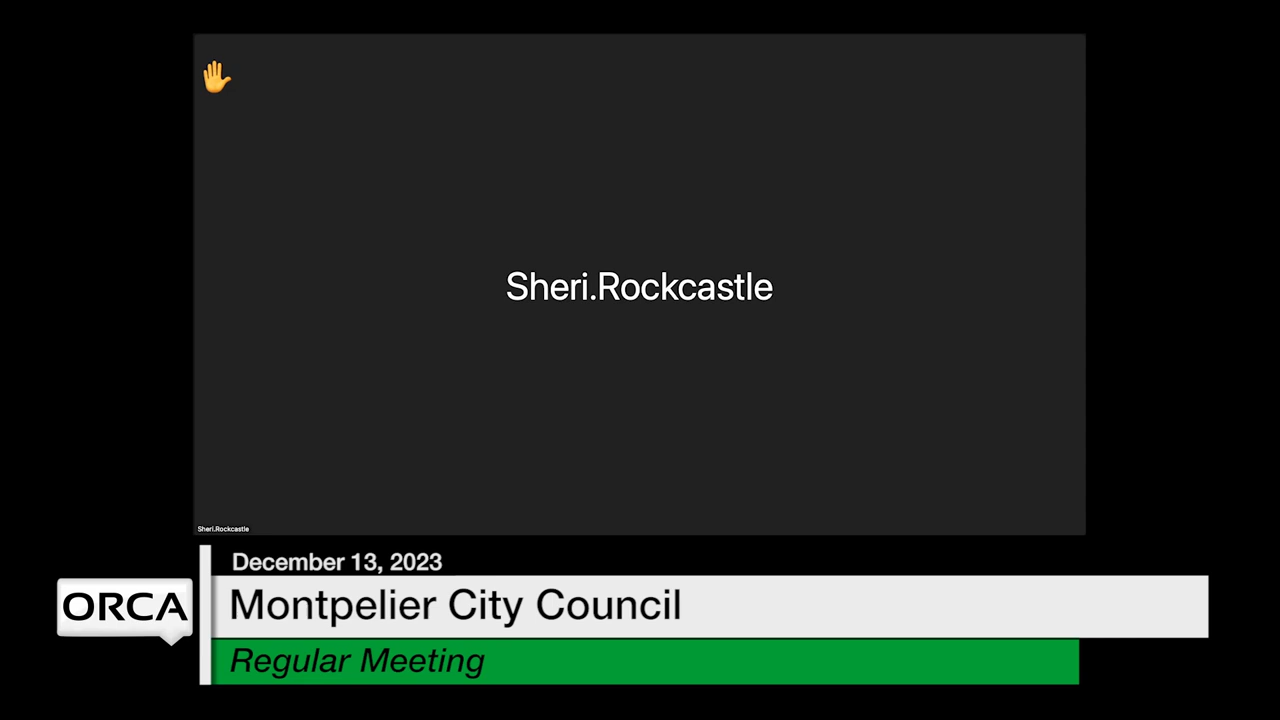 Sheri.Rockcastle
Sheri.Rockcastle
December 13, 2023
ORCA
Montpelier City Council
Regular Meeting